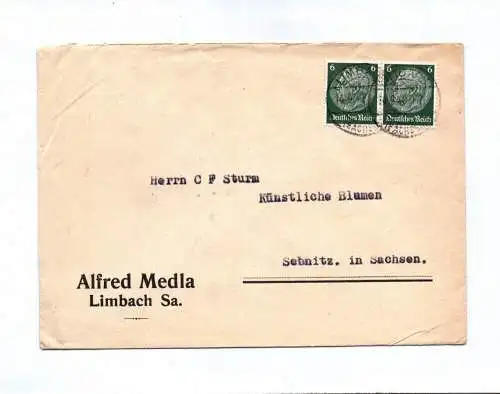 6 6
Deutsches Reich Deutsches Reich
Herrn C F Sturm
Künstliche Blumen
Sebnitz. in Sachsen.
Alfred Medla
Limbach Sa.